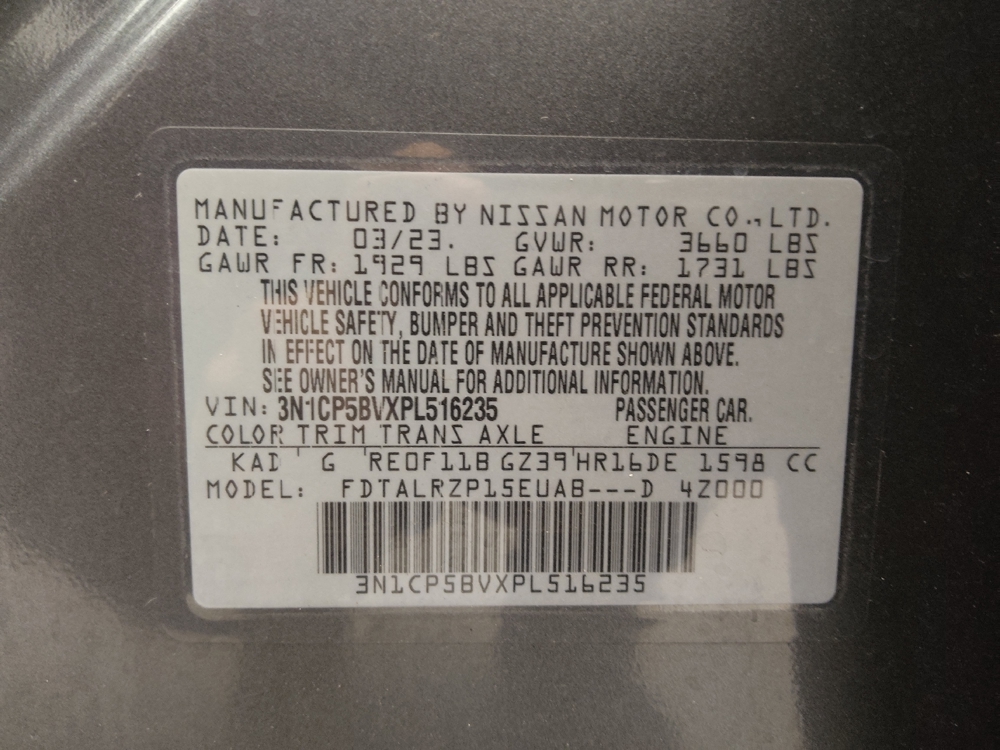 MANUFACTURED BY NISSAN MOTOR CO.,LTD.
DATE: 03/23. GVWR: 3660 LBS
GAWR FR: 1929 LBS GAWR RR: 1731 LBS
THIS VEHICLE CONFORMS TO ALL APPLICABLE FEDERAL MOTOR
VEHICLE SAFETY, BUMPER AND THEFT PREVENTION STANDARDS
IN EFFECT ON THE DATE OF MANUFACTURE SHOWN ABOVE.
SEE OWNER'S MANUAL FOR ADDITIONAL INFORMATION.
VIN: 3N1CP5BVXPL516235 PASSENGER CAR.
COLOR TRIM TRANS AXLE ENGINE
KAD G RE0F11B GZ39 HR16DE 1598 CC
MODEL: FDTALRZP15EUAB---D 4Z000
3N1CP5BVXPL516235